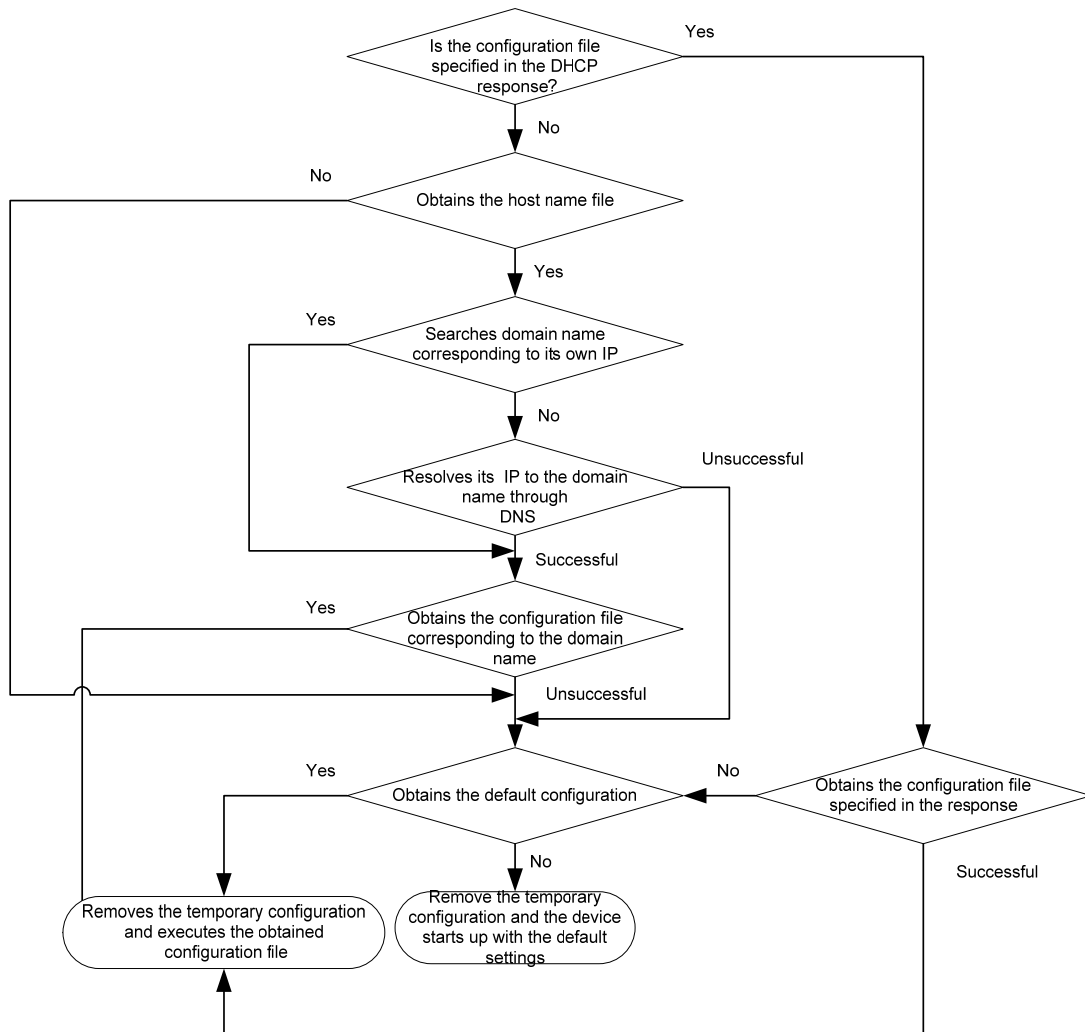 Yes
Is the configuration file
specified in the DHCP
response?
No
No
Obtains the host name file
Yes
Yes
Searches domain name
corresponding to its own IP
No
Unsuccessful
Resolves its IP to the domain
name through
DNS
Successful
Yes
Obtains the configuration file
corresponding to the domain
name
Unsuccessful
Yes
No
Obtains the default configuration
Obtains the configuration file
specified in the response
No
Successful
Removes the temporary configuration
and executes the obtained
configuration file
Remove the temporary
configuration and the device
starts up with the default
settings